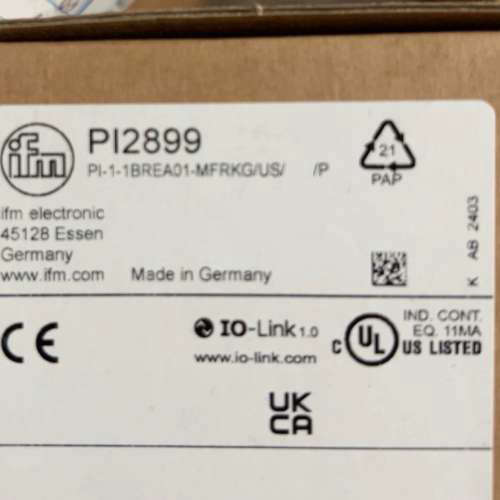 ifm
PI2899
PI-1-1BREA01-MFRKG/US/ /P
21
PAP
ifm electronic
45128 Essen
Germany
www.ifm.com Made in Germany
K AB 2403
CE
IO-Link 1.0
www.io-link.com
C UL US LISTED
IND. CONT.
EQ. 11MA
UK
CA